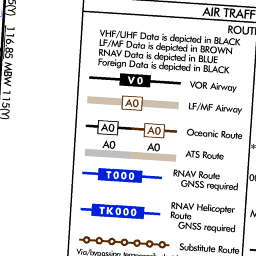 (Y) 116.85 MBW 115(Y)
AIR TRAFF
ROUT
VHF/UHF Data is depicted in BLACK
LF/MF Data is depicted in BROWN
RNAV Data is depicted in BLUE
Foreign Data is depicted in BLACK
V0 VOR Airway
A0 LF/MF Airway
A0 A0 Oceanic Route
A0 A0
ATS Route
T000 RNAV Route
GNSS required
TK000 RNAV Helicopter
Route
GNSS required
Substitute Route